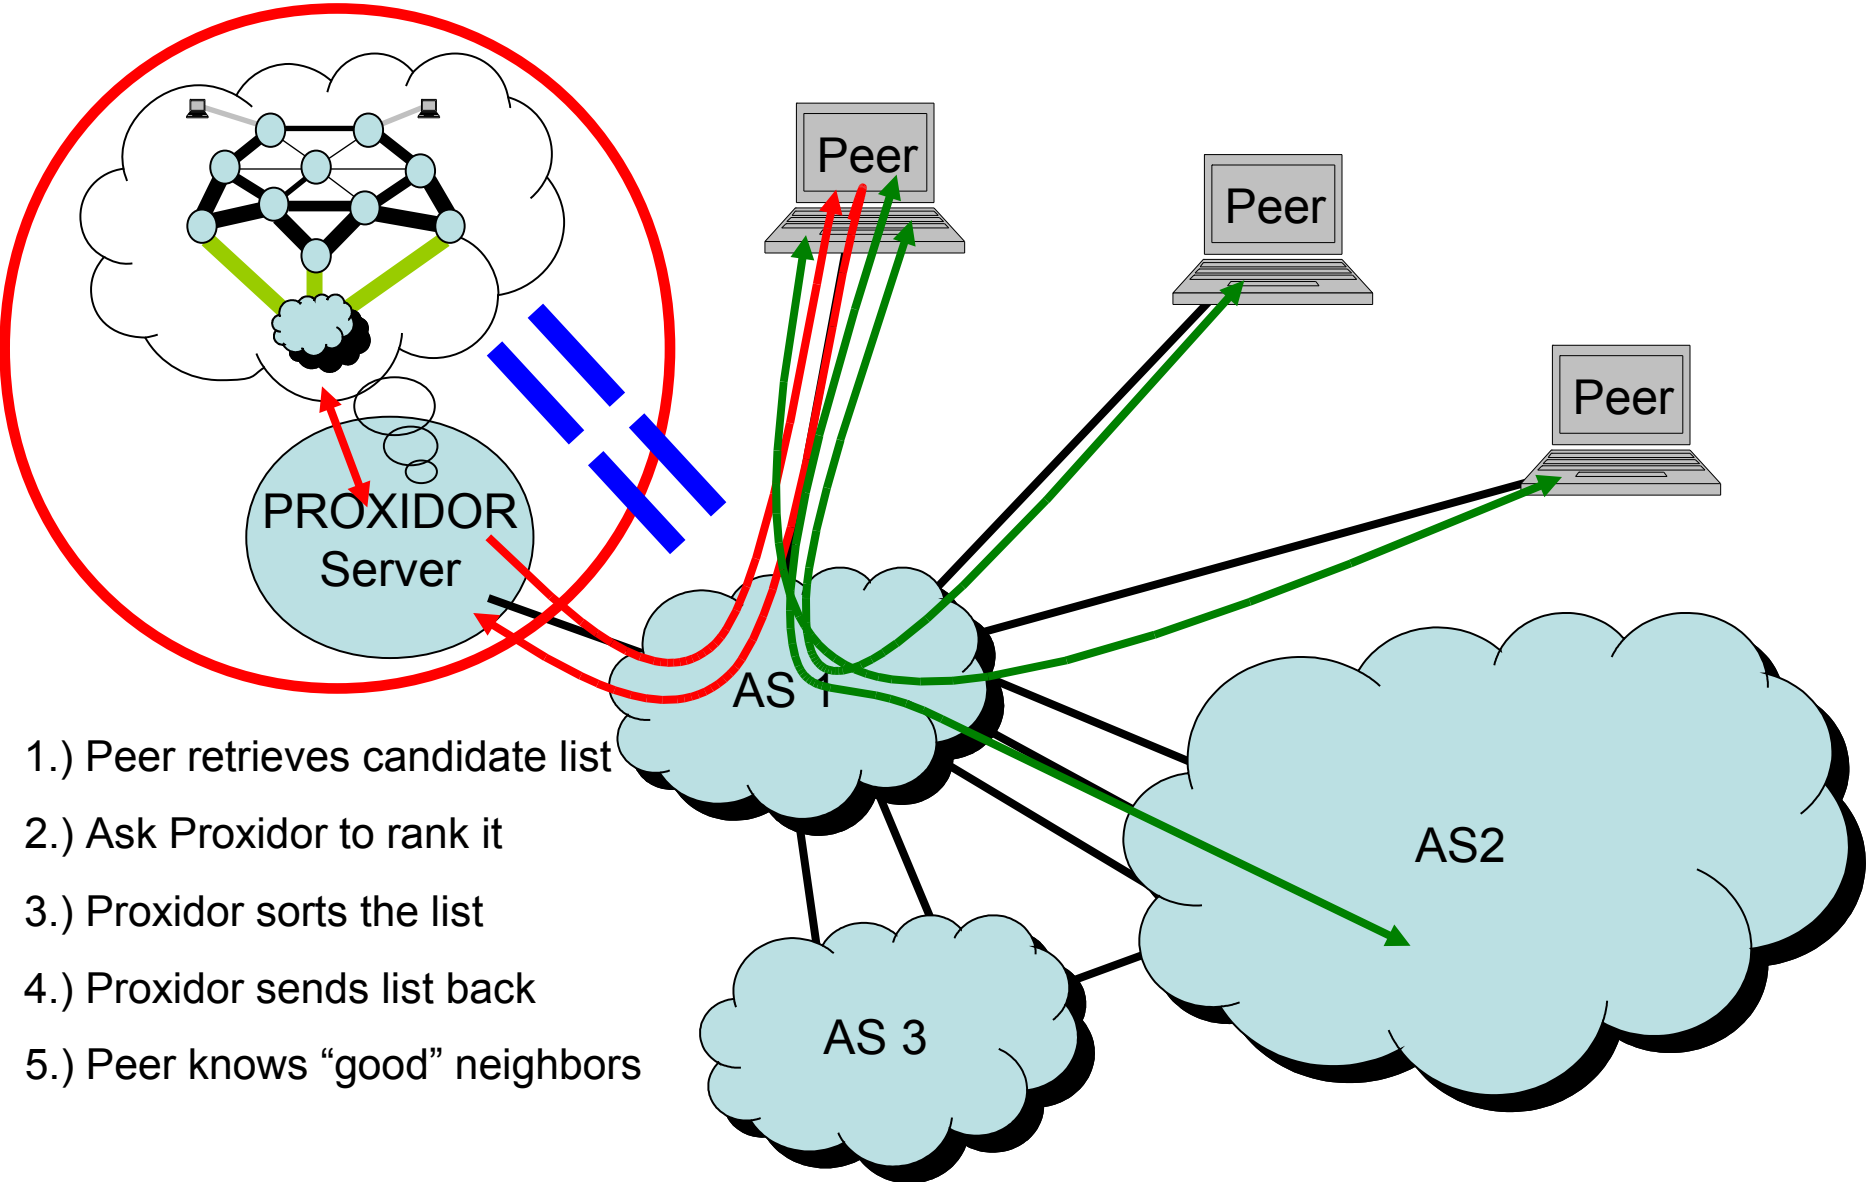 Peer
Peer
Peer
PROXIDOR
Server
AS 1
AS2
AS 3
1.) Peer retrieves candidate list
2.) Ask Proxidor to rank it
3.) Proxidor sorts the list
4.) Proxidor sends list back
5.) Peer knows “good” neighbors